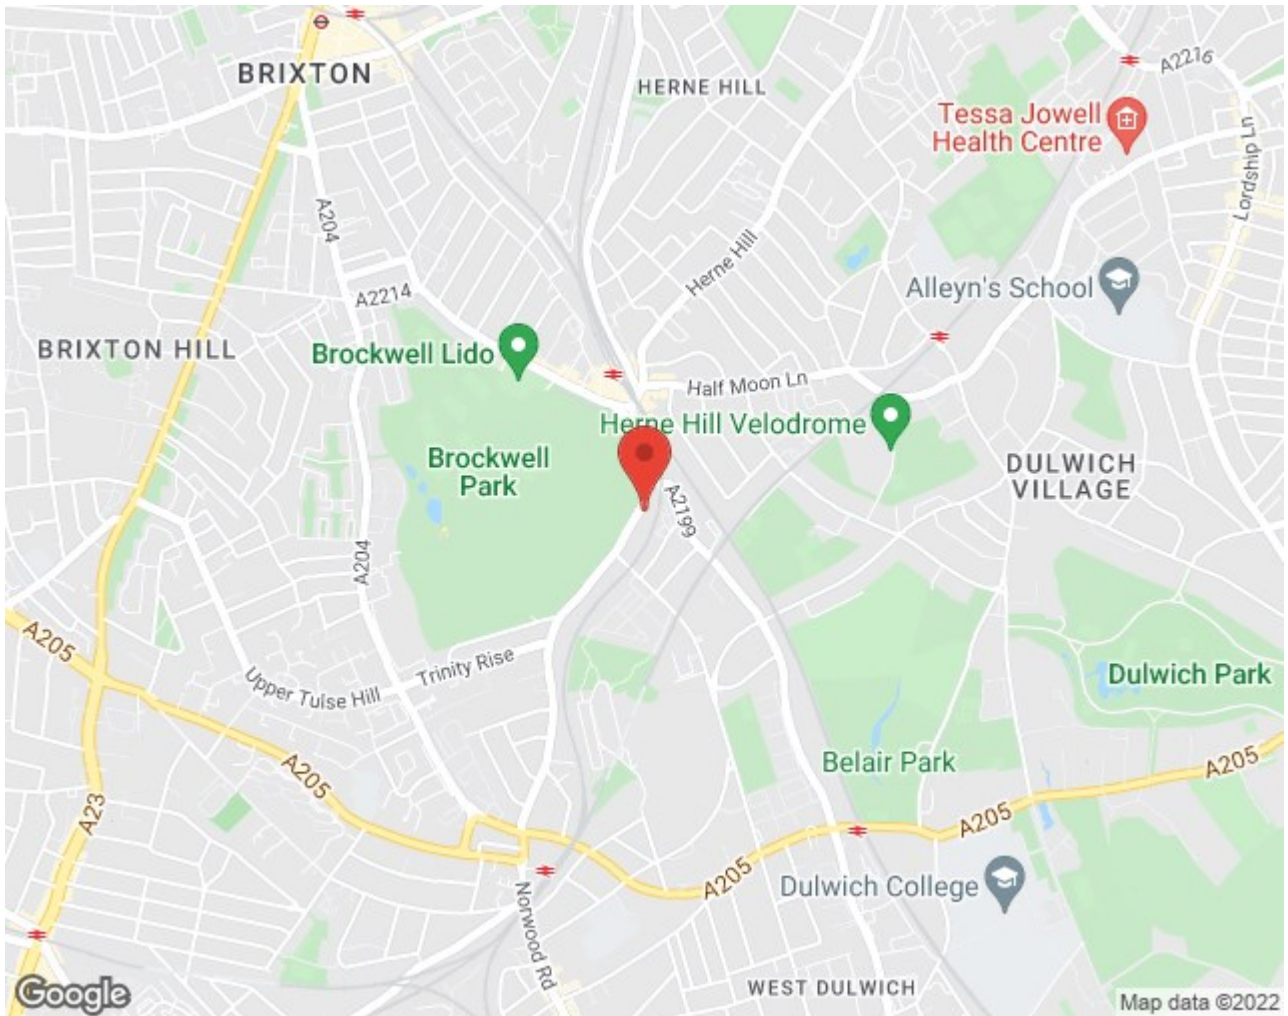 BRIXTON
HERNE HILL
A2216
Tessa Jowell
Health Centre
Lordship Ln
A204
Herne Hill
A2214
Alleyn's School
BRIXTON HILL
Brockwell Lido
Half Moon Ln
Herne Hill Velodrome
Brockwell
Park
DULWICH
VILLAGE
A2199
A204
A205
Trinity Rise
Upper Tulse Hill
Dulwich Park
Belair Park
A205
A205
A23
A205
A205
Dulwich College
Norwood Rd
WEST DULWICH
Google
Map data ©2022